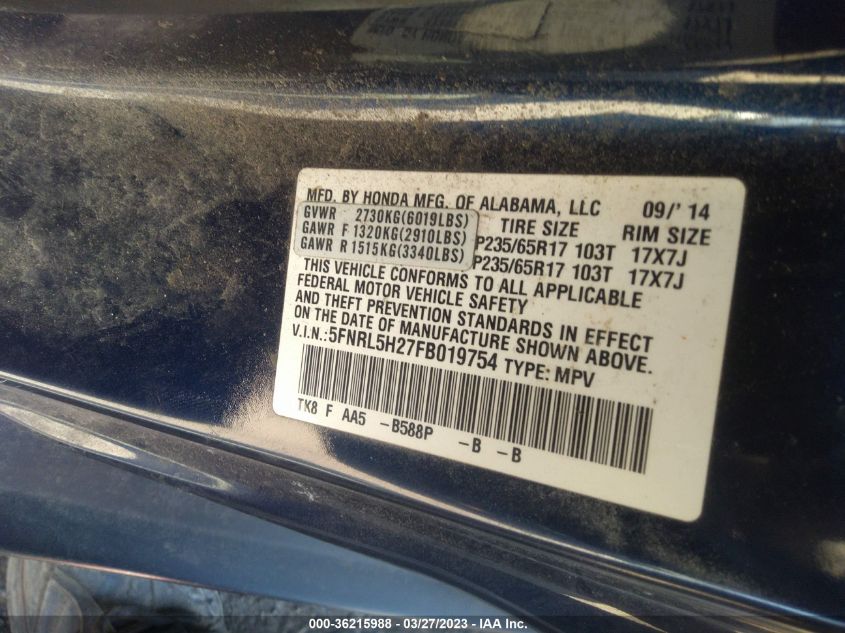 MFD. BY HONDA MFG. OF ALABAMA, LLC 09/' 14
GVWR 2730KG(6019LBS) TIRE SIZE RIM SIZE
GAWR F 1320KG(2910LBS) P235/65R17 103T 17X7J
GAWR R 1515KG(3340LBS) P235/65R17 103T 17X7J
THIS VEHICLE CONFORMS TO ALL APPLICABLE
FEDERAL MOTOR VEHICLE SAFETY
AND THEFT PREVENTION STANDARDS IN EFFECT
ON THE DATE OF MANUFACTURE SHOWN ABOVE.
V.I.N.: 5FNRL5H27FB019754 TYPE: MPV
TK8 F AA5 -B588P -B -B
000-36215988 - 03/27/2023 - IAA Inc.